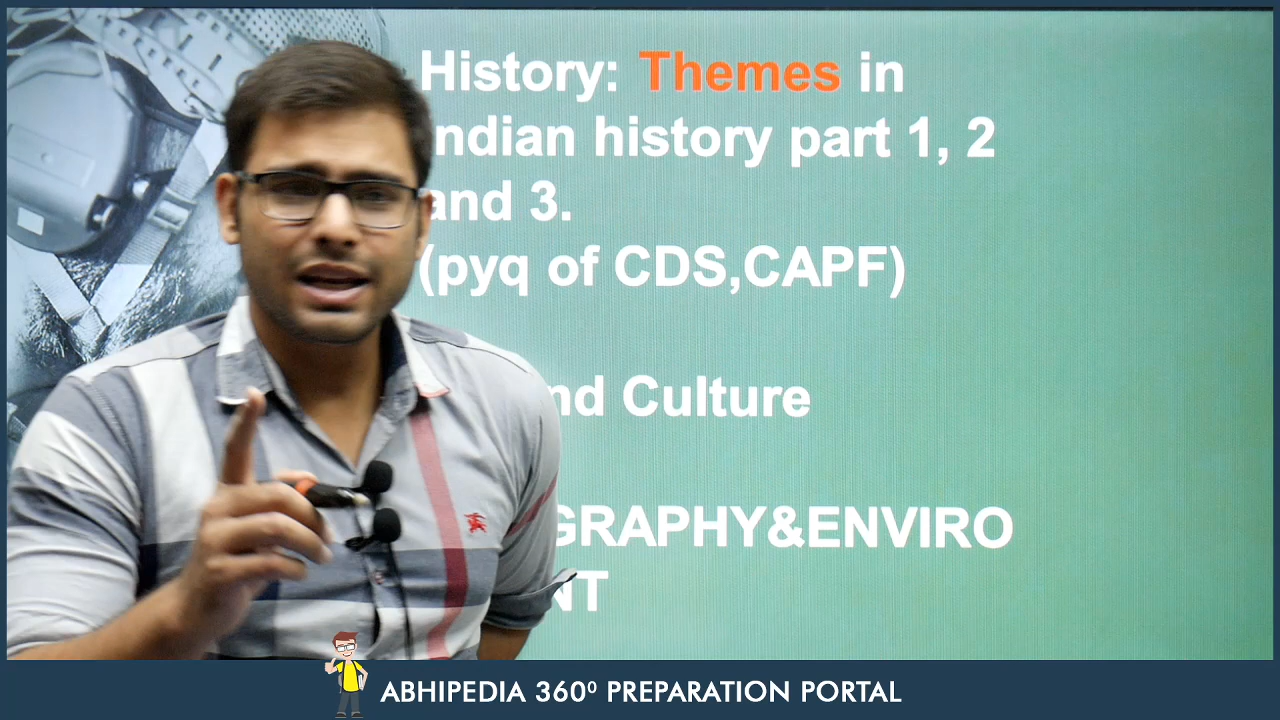 History: Themes in
ndian history part 1, 2
and 3.
(pyq of CDS,CAPF)
nd Culture
GRAPHY&ENVIRO
NT
ABHIPEDIA 360⁰ PREPARATION PORTAL